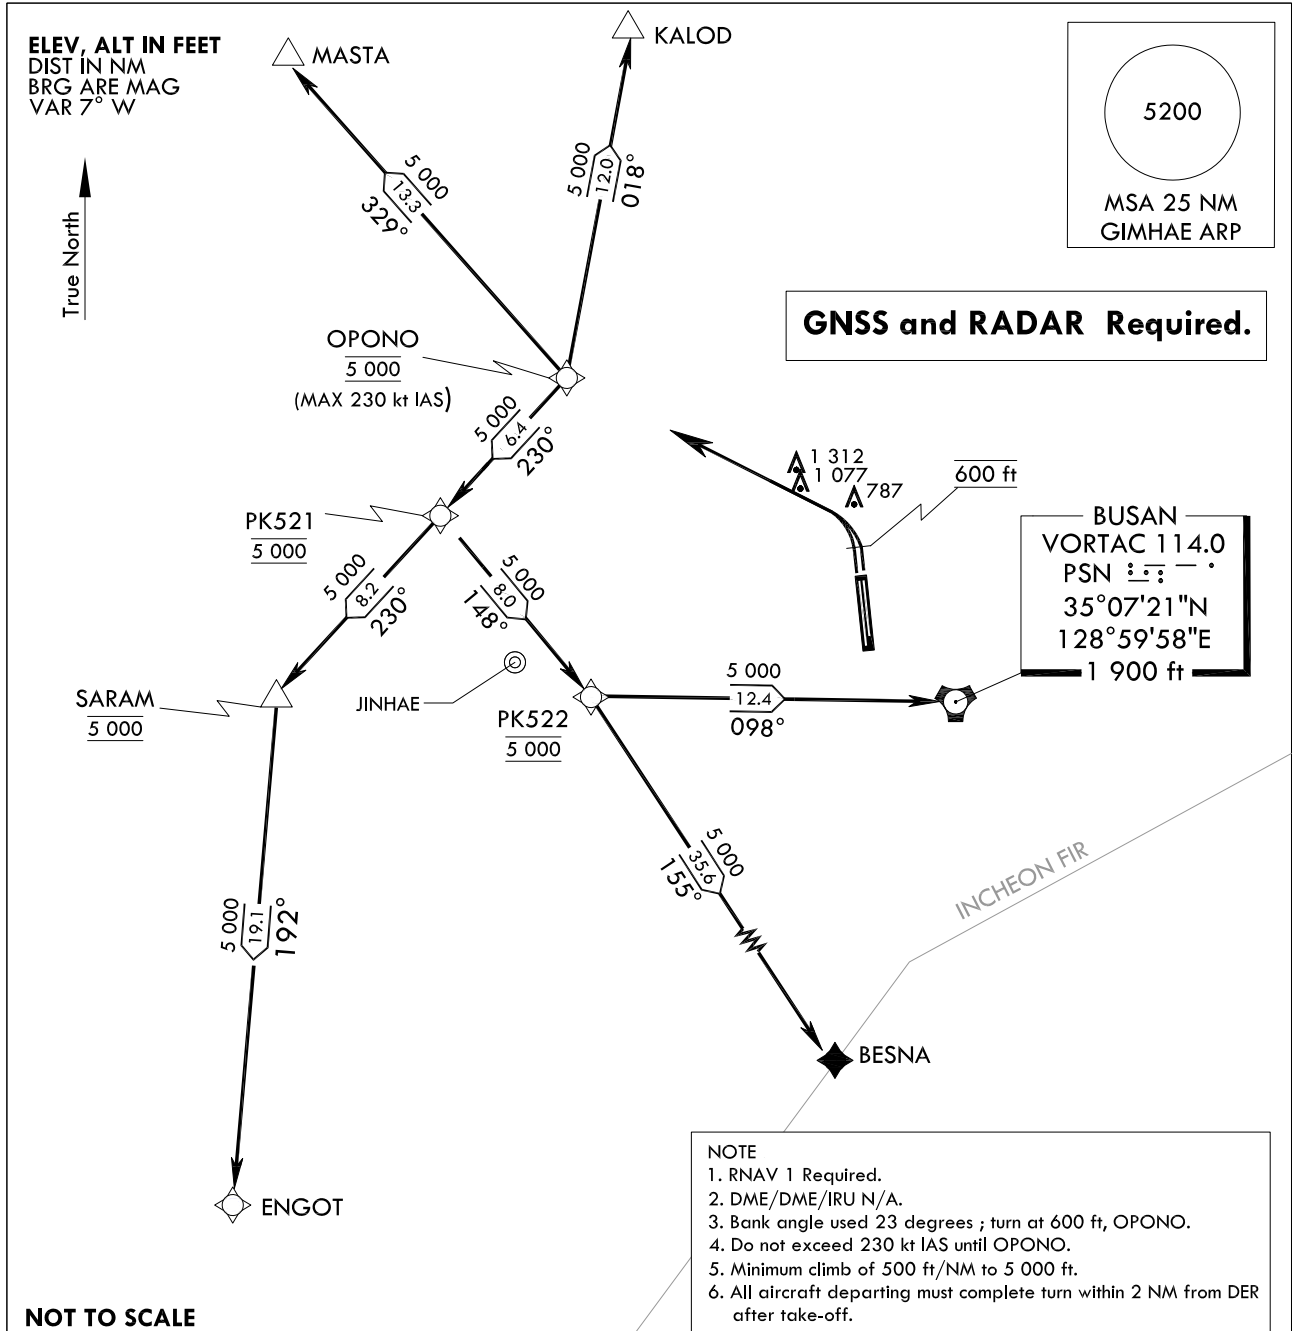 ELEV, ALT IN FEET
DIST IN NM
BRG ARE MAG
VAR 7° W
True North
MASTA
KALOD
5200
MSA 25 NM
GIMHAE ARP
5 000
13.3
329°
5 000
12.0
018°
GNSS and RADAR Required.
OPONO
5 000
(MAX 230 kt IAS)
5 000
6.4
230°
1 312
1 077
787
600 ft
PK521
5 000
BUSAN
VORTAC 114.0
PSN
35°07'21"N
128°59'58"E
1 900 ft
5 000
8.2
230°
5 000
8.0
148°
SARAM
5 000
JINHAE
PK522
5 000
5 000
12.4
098°
5 000
35.6
155°
INCHEON FIR
5 000
19.1
192°
BESNA
ENGOT
NOTE
1. RNAV 1 Required.
2. DME/DME/IRU N/A.
3. Bank angle used 23 degrees ; turn at 600 ft, OPONO.
4. Do not exceed 230 kt IAS until OPONO.
5. Minimum climb of 500 ft/NM to 5 000 ft.
6. All aircraft departing must complete turn within 2 NM from DER
after take-off.
NOT TO SCALE